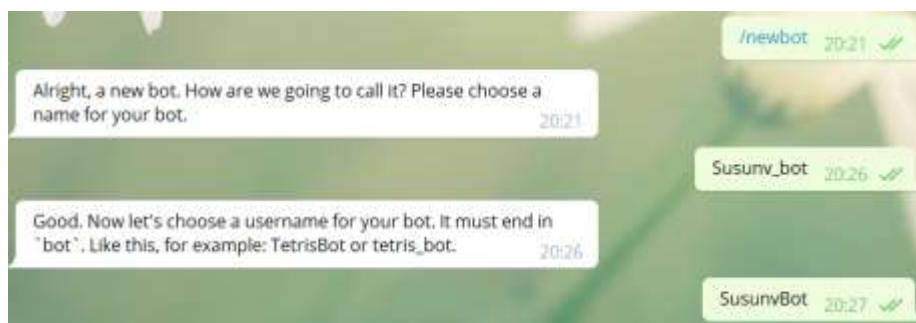 /newbot 20:21
Alright, a new bot. How are we going to call it? Please choose a
name for your bot.
20:21
Susunv_bot 20:26
Good. Now let's choose a username for your bot. It must end in
`bot`. Like this, for example: TetrisBot or tetris_bot.
20:26
SusunvBot 20:27